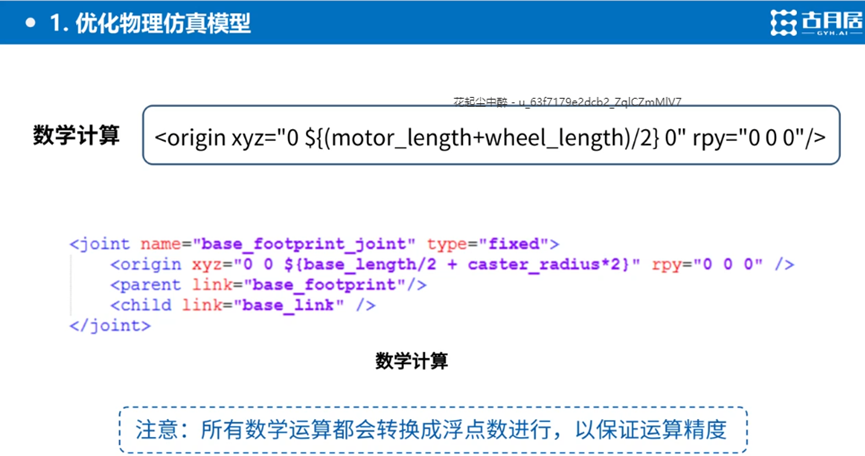 • 1. 优化物理仿真模型
古月居
GYH.AI
花起尘中醉 - u_63f7179e2dcb2_ZqlCZmMlV7
数学计算
<origin xyz="0 ${(motor_length+wheel_length)/2} 0" rpy="0 0 0"/>
<joint name="base_footprint_joint" type="fixed">
<origin xyz="0 0 ${base_length/2 + caster_radius*2}" rpy="0 0 0" />
<parent link="base_footprint"/>
<child link="base_link" />
</joint>
数学计算
注意：所有数学运算都会转换成浮点数进行，以保证运算精度